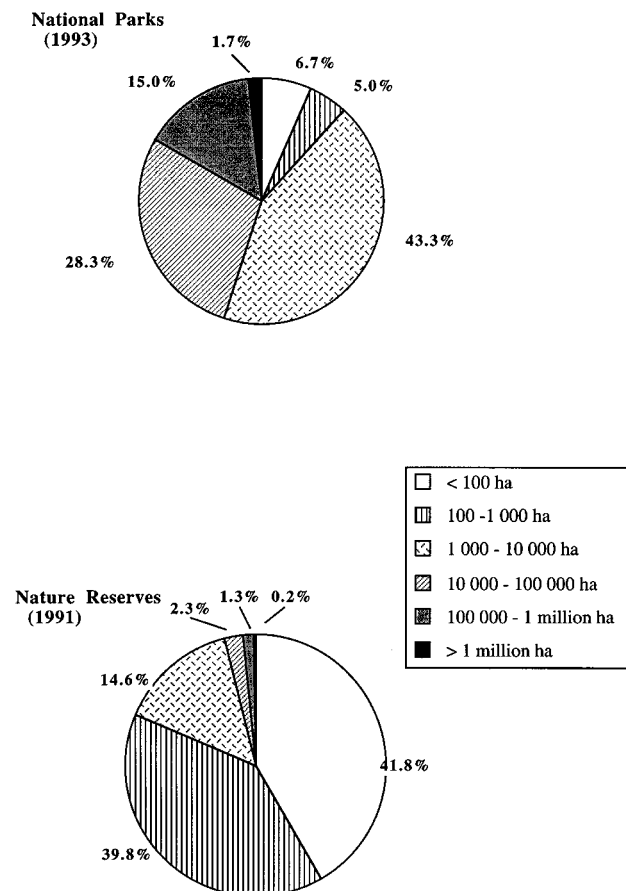 National Parks
(1993)
1.7%
6.7%
15.0%
5.0%
43.3%
28.3%
< 100 ha
100 -1 000 ha
1 000 - 10 000 ha
10 000 - 100 000 ha
100 000 - 1 million ha
> 1 million ha
Nature Reserves
(1991)
2.3%
1.3%
0.2%
14.6%
41.8%
39.8%